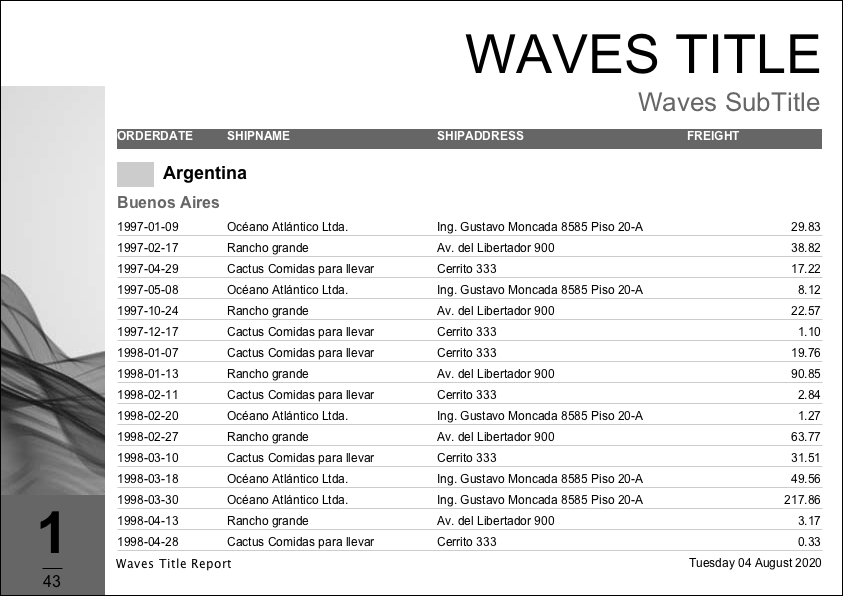 WAVES TITLE
Waves SubTitle
ORDERDATE SHIPNAME SHIPADDRESS FREIGHT
Argentina
Buenos Aires
1997-01-09 Océano Atlántico Ltda. Ing. Gustavo Moncada 8585 Piso 20-A 29.83
1997-02-17 Rancho grande Av. del Libertador 900 38.82
1997-04-29 Cactus Comidas para llevar Cerrito 333 17.22
1997-05-08 Océano Atlántico Ltda. Ing. Gustavo Moncada 8585 Piso 20-A 8.12
1997-10-24 Rancho grande Av. del Libertador 900 22.57
1997-12-17 Cactus Comidas para llevar Cerrito 333 1.10
1998-01-07 Cactus Comidas para llevar Cerrito 333 19.76
1998-01-13 Rancho grande Av. del Libertador 900 90.85
1998-02-11 Cactus Comidas para llevar Cerrito 333 2.84
1998-02-20 Océano Atlántico Ltda. Ing. Gustavo Moncada 8585 Piso 20-A 1.27
1998-02-27 Rancho grande Av. del Libertador 900 63.77
1998-03-10 Cactus Comidas para llevar Cerrito 333 31.51
1998-03-18 Océano Atlántico Ltda. Ing. Gustavo Moncada 8585 Piso 20-A 49.56
1998-03-30 Océano Atlántico Ltda. Ing. Gustavo Moncada 8585 Piso 20-A 217.86
1998-04-13 Rancho grande Av. del Libertador 900 3.17
1998-04-28 Cactus Comidas para llevar Cerrito 333 0.33
Waves Title Report Tuesday 04 August 2020
1
43